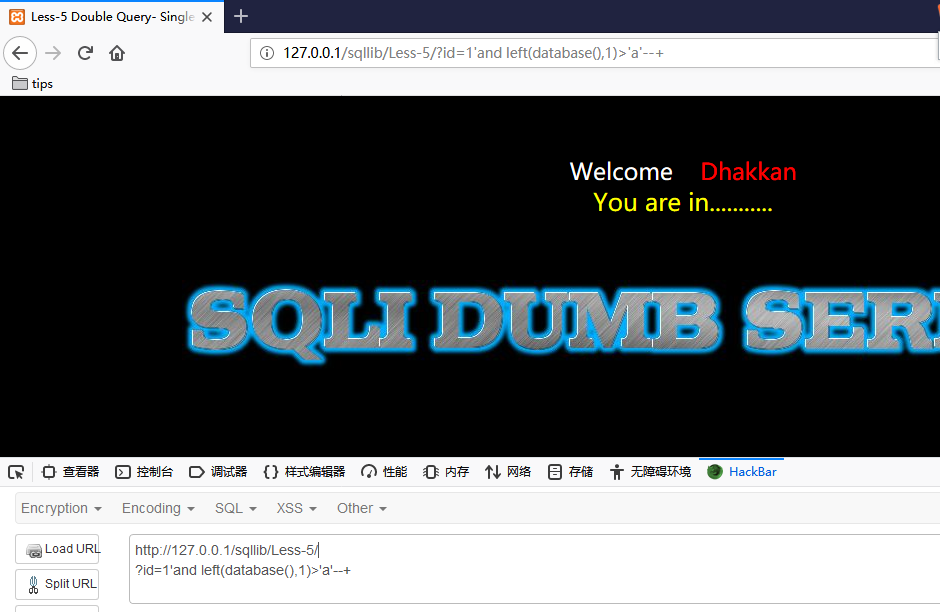 Less-5 Double Query- Single
127.0.0.1/sqllib/Less-5/?id=1'and left(database(),1)>'a'--+
tips
Welcome Dhakkan
You are in...........
SQLI DUMB SER
查看器 控制台 调试器 样式编辑器 性能 内存 网络 存储 无障碍环境 HackBar
Encryption Encoding SQL XSS Other
Load URL
http://127.0.0.1/sqllib/Less-5/
?id=1'and left(database(),1)>'a'--+
Split URL